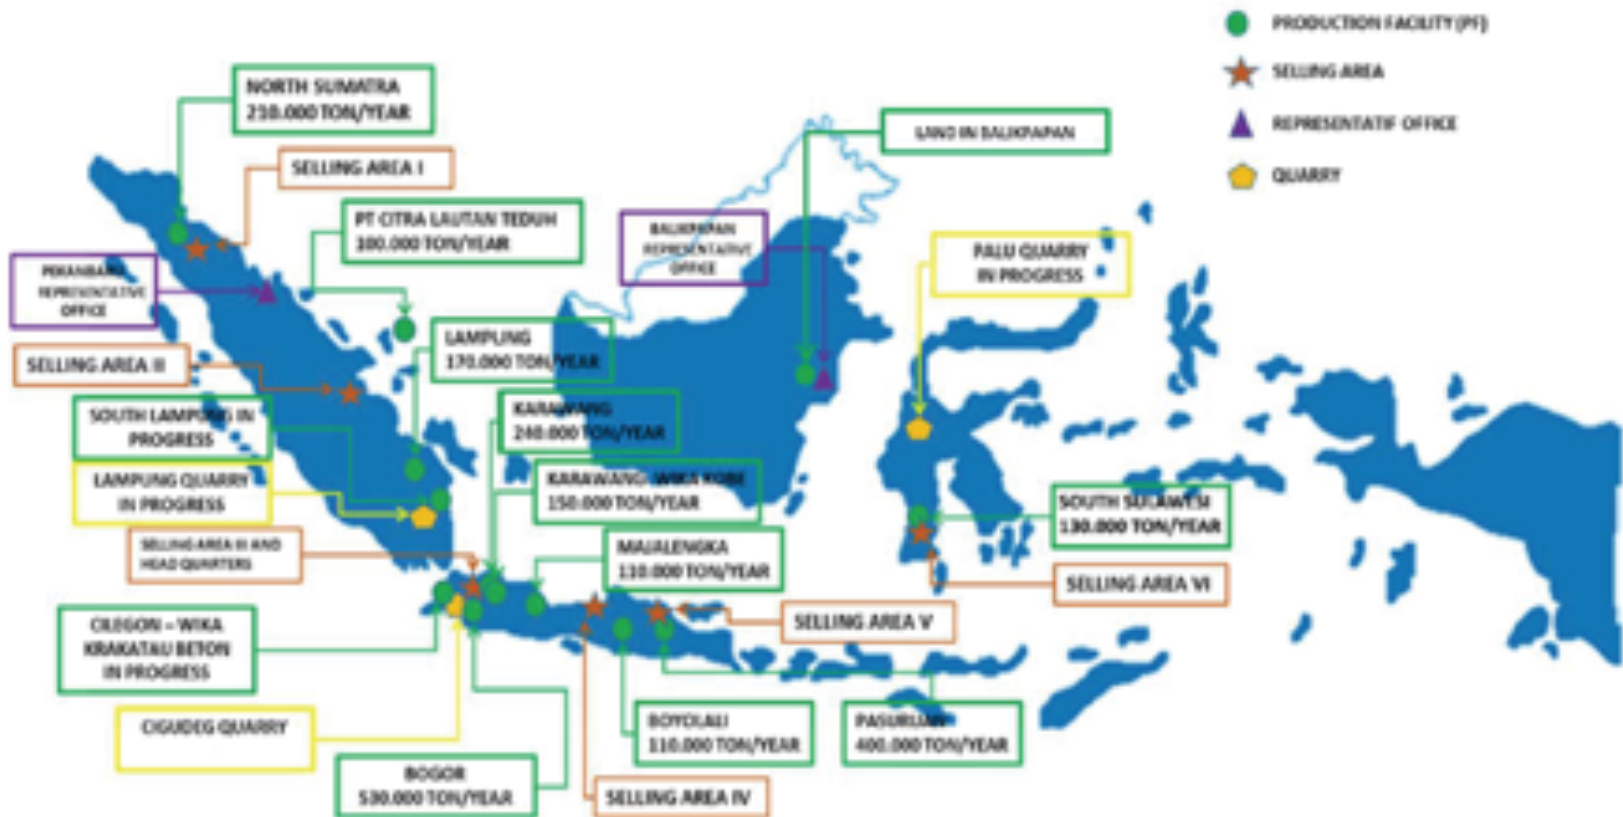 PRODUCTION FACILITY (PF)
SELLING AREA
REPRESENTATIF OFFICE
QUARRY
NORTH SUMATRA
210.000 TON/YEAR
SELLING AREA I
PT CITRA LAUTAN TEDUH
100.000 TON/YEAR
LAND IN BALIKPAPAN
BALIKPAPAN
REPRESENTATIVE
OFFICE
PALU QUARRY
IN PROGRESS
PEKANBARU
REPRESENTATIVE
OFFICE
LAMPUNG
170.000 TON/YEAR
SELLING AREA II
SOUTH LAMPUNG IN
PROGRESS
KARAWANG
240.000 TON/YEAR
LAMPUNG QUARRY
IN PROGRESS
KARAWANG-WIKA KOBE
150.000 TON/YEAR
SOUTH SULAWESI
130.000 TON/YEAR
SELLING AREA III AND
HEAD QUARTERS
MAJALENGKA
110.000 TON/YEAR
SELLING AREA VI
CILEGON – WIKA
KRAKATAU BETON
IN PROGRESS
SELLING AREA V
CIGUDEG QUARRY
BOYOLALI
110.000 TON/YEAR
PASURUAN
400.000 TON/YEAR
BOGOR
530.000 TON/YEAR
SELLING AREA IV